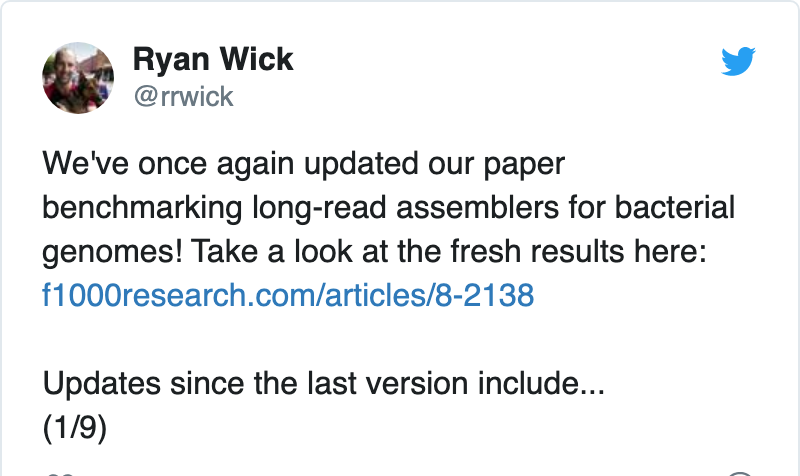 Ryan Wick
@rrwick
We've once again updated our paper
benchmarking long-read assemblers for bacterial
genomes! Take a look at the fresh results here:
f1000research.com/articles/8-2138
Updates since the last version include...
(1/9)